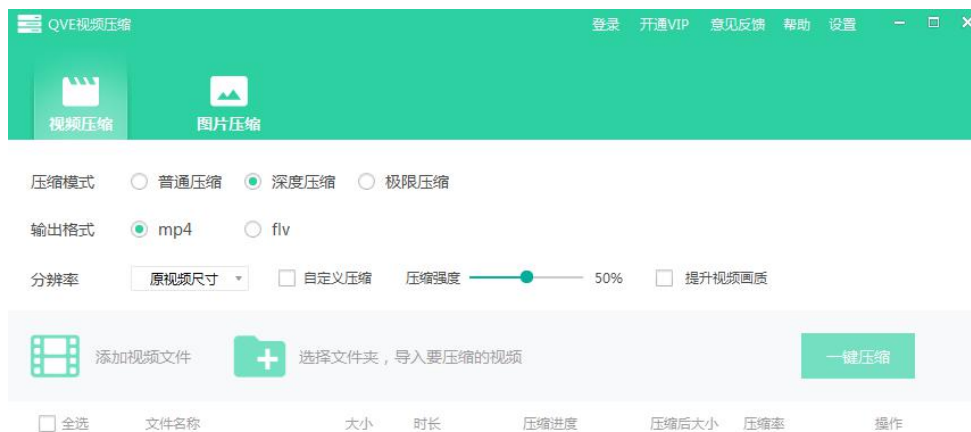 QVE视频压缩 登录 开通VIP 意见反馈 帮助 设置
视频压缩 图片压缩
压缩模式 普通压缩 深度压缩 极限压缩
输出格式 mp4 flv
分辨率 原视频尺寸 自定义压缩 压缩强度 50% 提升视频画质
添加视频文件 选择文件夹，导入要压缩的视频 一键压缩
全选 文件名称 大小 时长 压缩进度 压缩后大小 压缩率 操作